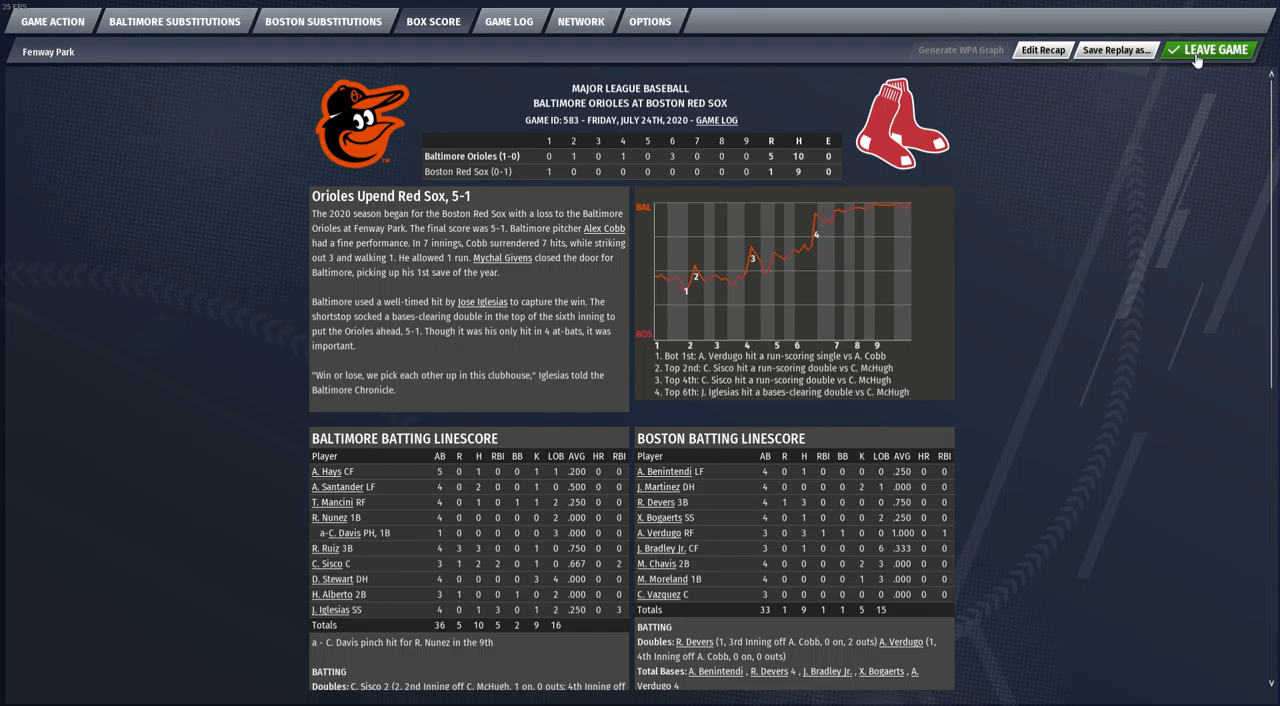 25 FPS
GAME ACTION BALTIMORE SUBSTITUTIONS BOSTON SUBSTITUTIONS BOX SCORE GAME LOG NETWORK OPTIONS
Fenway Park Generate WPA Graph Edit Recap Save Replay as... LEAVE GAME
MAJOR LEAGUE BASEBALL
BALTIMORE ORIOLES AT BOSTON RED SOX
GAME ID: 583 - FRIDAY, JULY 24TH, 2020 - GAME LOG
1 2 3 4 5 6 7 8 9 R H E
Baltimore Orioles (1-0) 0 1 0 1 0 3 0 0 0 5 10 0
Boston Red Sox (0-1) 1 0 0 0 0 0 0 0 0 1 9 0
Orioles Upend Red Sox, 5-1
The 2020 season began for the Boston Red Sox with a loss to the Baltimore
Orioles at Fenway Park. The final score was 5-1. Baltimore pitcher Alex Cobb
had a fine performance. In 7 innings, Cobb surrendered 7 hits, while striking
out 3 and walking 1. He allowed 1 run. Mychal Givens closed the door for
Baltimore, picking up his 1st save of the year.
Baltimore used a well-timed hit by Jose Iglesias to capture the win. The
shortstop socked a bases-clearing double in the top of the sixth inning to
put the Orioles ahead, 5-1. Though it was his only hit in 4 at-bats, it was
important.
"Win or lose, we pick each other up in this clubhouse," Iglesias told the
Baltimore Chronicle.
BAL
4
3
2
1
BOS
1 2 3 4 5 6 7 8 9
1. Bot 1st: A. Verdugo hit a run-scoring single vs A. Cobb
2. Top 2nd: C. Sisco hit a run-scoring double vs C. McHugh
3. Top 4th: C. Sisco hit a run-scoring double vs C. McHugh
4. Top 6th: J. Iglesias hit a bases-clearing double vs C. McHugh
BALTIMORE BATTING LINESCORE
Player AB R H RBI BB K LOB AVG HR RBI
A. Hays CF 5 0 1 0 0 1 1 .200 0 0
A. Santander LF 4 0 2 0 0 1 0 .500 0 0
T. Mancini RF 4 0 1 0 1 1 2 .250 0 0
R. Nunez 1B 4 0 0 0 0 0 2 .000 0 0
a-C. Davis PH, 1B 1 0 0 0 0 0 3 .000 0 0
R. Ruiz 3B 4 3 3 0 0 1 0 .750 0 0
C. Sisco C 3 1 2 2 0 1 0 .667 0 2
D. Stewart DH 4 0 0 0 0 3 4 .000 0 0
H. Alberto 2B 3 1 0 0 1 0 2 .000 0 0
J. Iglesias SS 4 0 1 3 0 1 2 .250 0 3
Totals 36 5 10 5 2 9 16
a - C. Davis pinch hit for R. Nunez in the 9th
BATTING
Doubles: C. Sisco 2 (2, 2nd Inning off C. McHugh, 1 on, 0 outs; 4th Inning off
BOSTON BATTING LINESCORE
Player AB R H RBI BB K LOB AVG HR RBI
A. Benintendi LF 4 0 1 0 0 0 0 .250 0 0
J. Martinez DH 4 0 0 0 0 2 1 .000 0 0
R. Devers 3B 4 1 3 0 0 0 0 .750 0 0
X. Bogaerts SS 4 0 1 0 0 0 2 .250 0 0
A. Verdugo RF 3 0 3 1 1 0 0 1.000 0 1
J. Bradley Jr. CF 3 0 1 0 0 0 6 .333 0 0
M. Chavis 2B 4 0 0 0 0 2 3 .000 0 0
M. Moreland 1B 4 0 0 0 0 1 3 .000 0 0
C. Vazquez C 3 0 0 0 0 0 0 .000 0 0
Totals 33 1 9 1 1 5 15
BATTING
Doubles: R. Devers (1, 3rd Inning off A. Cobb, 0 on, 2 outs) A. Verdugo (1,
4th Inning off A. Cobb, 0 on, 0 outs)
Total Bases: A. Benintendi , R. Devers 4 , J. Bradley Jr. , X. Bogaerts , A.
Verdugo 4